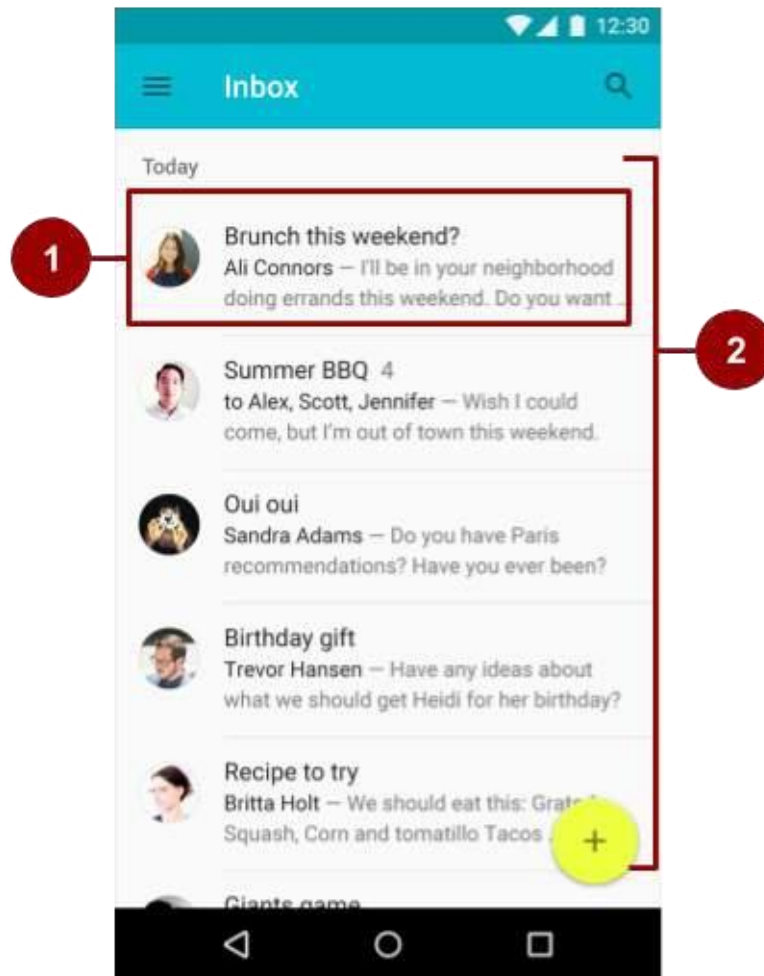 12:30
Inbox
Today
1
Brunch this weekend?
Ali Connors — I'll be in your neighborhood
doing errands this weekend. Do you want ...
2
Summer BBQ 4
to Alex, Scott, Jennifer — Wish I could
come, but I'm out of town this weekend.
Oui oui
Sandra Adams — Do you have Paris
recommendations? Have you ever been?
Birthday gift
Trevor Hansen — Have any ideas about
what we should get Heidi for her birthday?
Recipe to try
Britta Holt — We should eat this:
Squash, Corn and tomatillo Tacos ...
Giants game